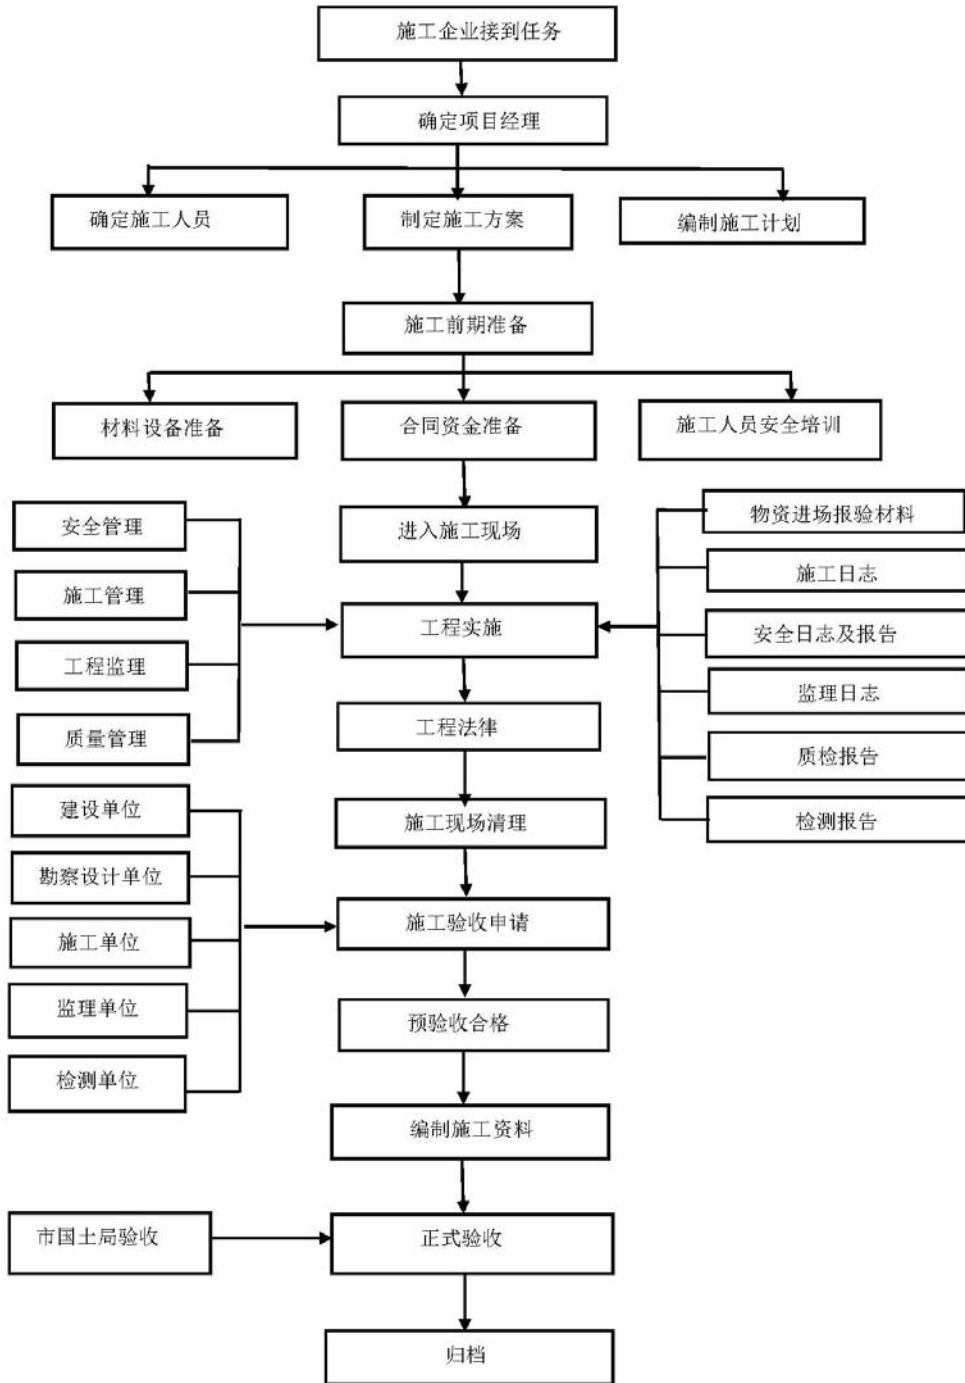 施工企业接到任务
确定项目经理
确定施工人员
制定施工方案
编制施工计划
施工前期准备
材料设备准备
合同资金准备
施工人员安全培训
安全管理
施工管理
工程监理
质量管理
进入施工现场
工程实施
物资进场报验材料
施工日志
安全日志及报告
监理日志
质检报告
检测报告
工程法律
施工现场清理
建设单位
勘察设计单位
施工单位
监理单位
检测单位
施工验收申请
预验收合格
编制施工资料
市国土局验收
正式验收
归档